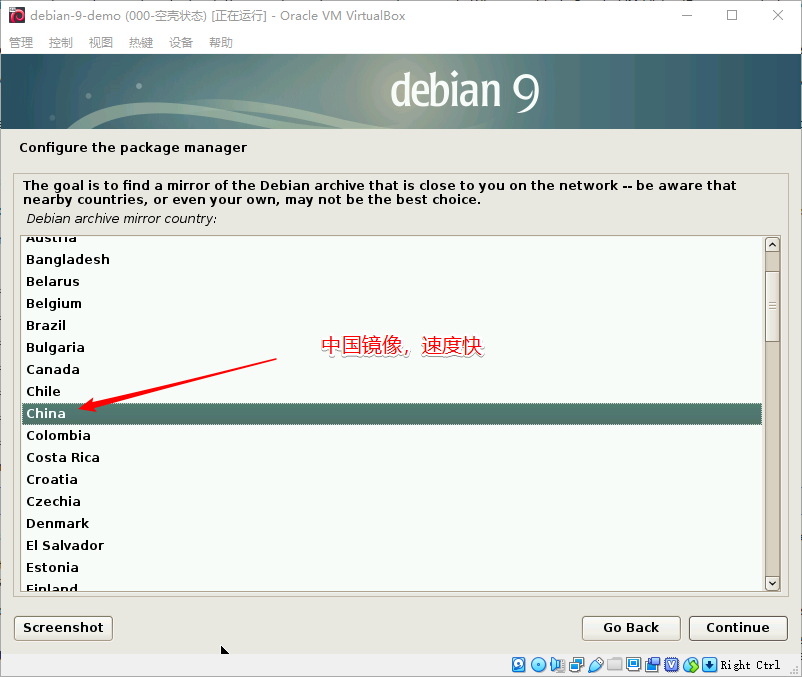 debian-9-demo (000-空壳状态) [正在运行] - Oracle VM VirtualBox
管理 控制 视图 热键 设备 帮助
debian 9
Configure the package manager
The goal is to find a mirror of the Debian archive that is close to you on the network -- be aware that
nearby countries, or even your own, may not be the best choice.
Debian archive mirror country:
Austria
Bangladesh
Belarus
Belgium
Brazil
Bulgaria
中国镜像，速度快
Canada
Chile
China
Colombia
Costa Rica
Croatia
Czechia
Denmark
El Salvador
Estonia
Finland
Screenshot Go Back Continue
Right Ctrl